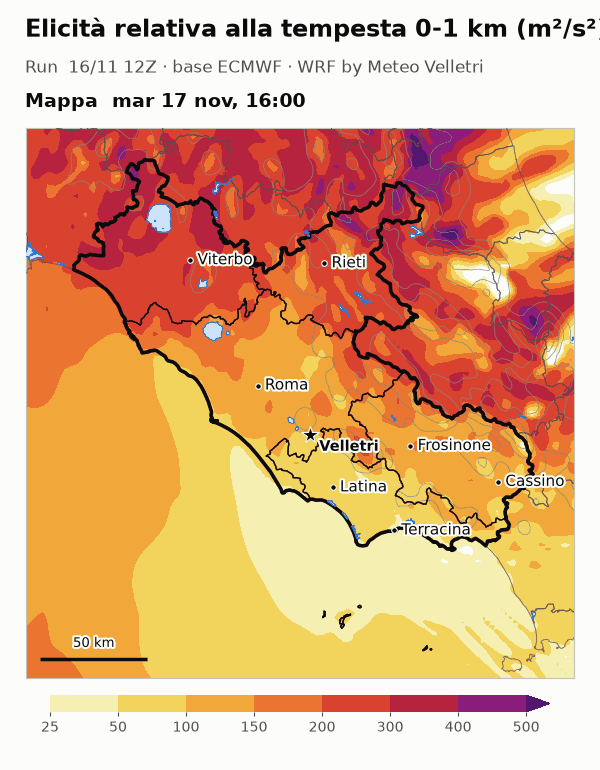 Elicità relativa alla tempesta 0-1 km (m²/s²)
Run  16/11 12Z · base ECMWF · WRF by Meteo Velletri
Mappa  mar 17 nov, 16:00
Viterbo
Rieti
Roma
Velletri
Frosinone
Cassino
Latina
Terracina
50 km
25 50 100 150 200 300 400 500